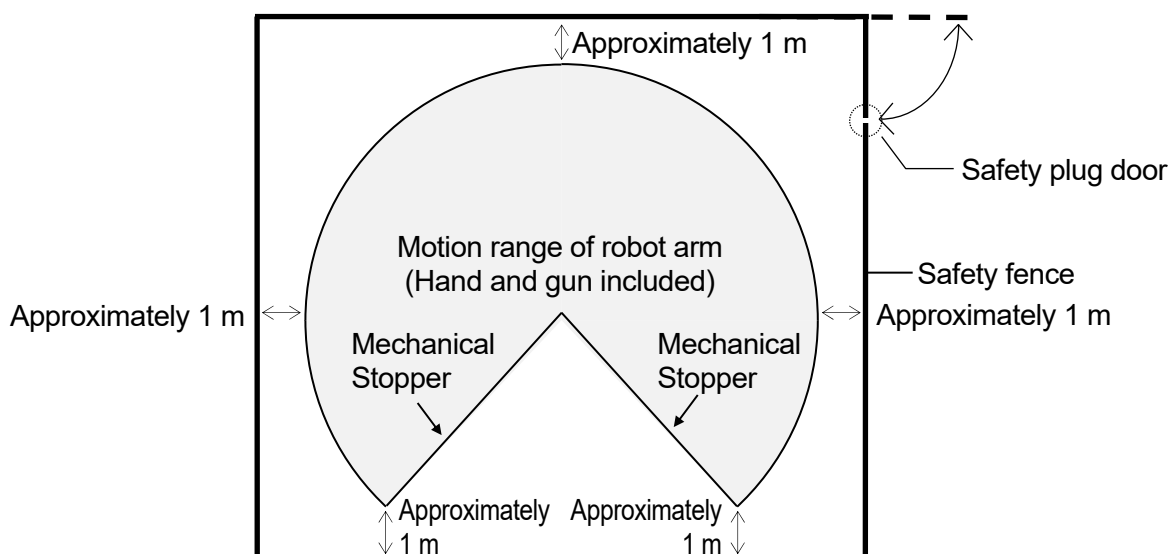 Approximately 1 m
Safety plug door
Motion range of robot arm
(Hand and gun included)
Safety fence
Approximately 1 m
Approximately 1 m
Mechanical
Stopper
Mechanical
Stopper
Approximately
1 m
Approximately
1 m